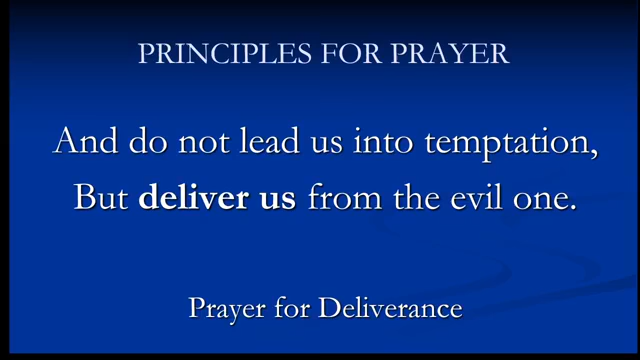 PRINCIPLES FOR PRAYER
And do not lead us into temptation,
But deliver us from the evil one.
Prayer for Deliverance